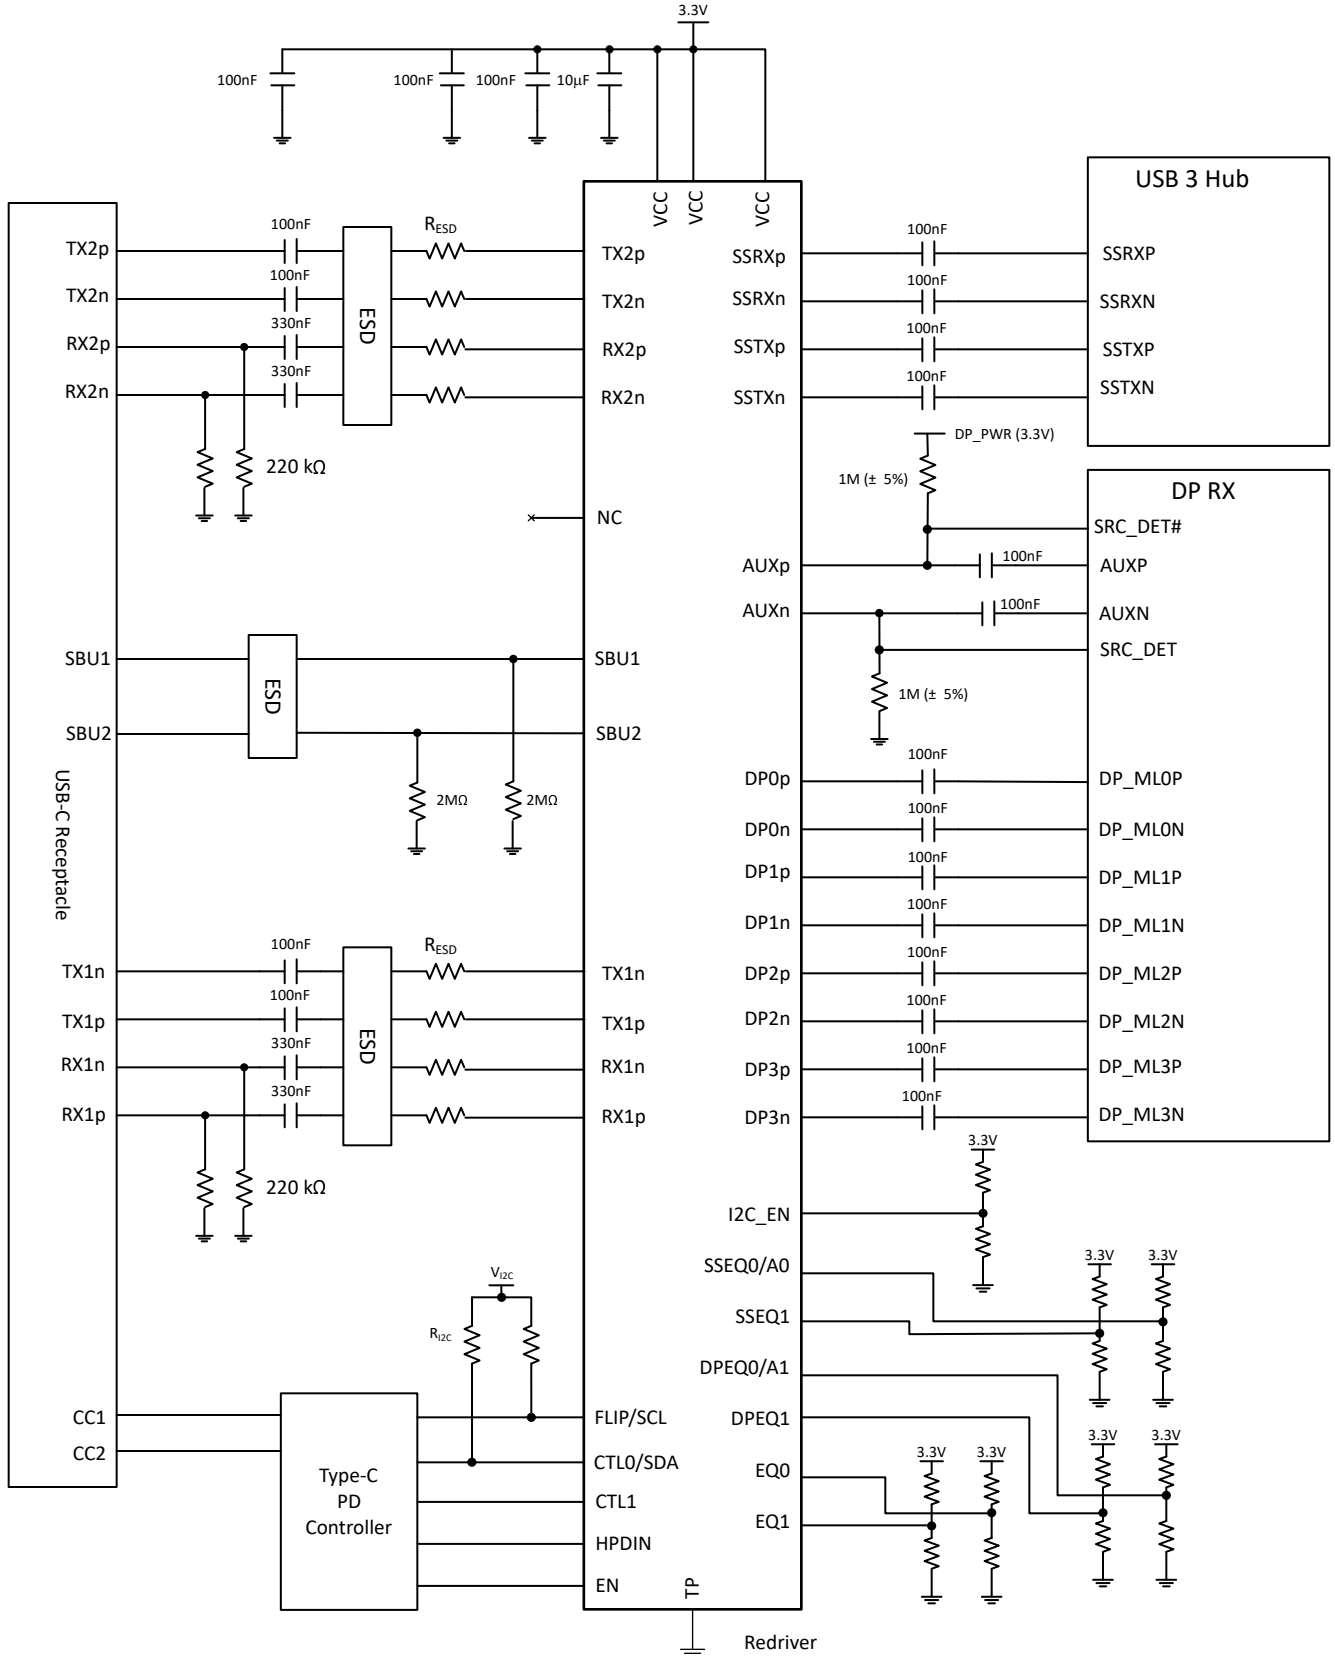 3.3V
100nF
100nF
100nF
10µF
VCC
VCC
VCC
USB-C Receptacle
TX2p
TX2n
RX2p
RX2n
SBU1
SBU2
TX1n
TX1p
RX1n
RX1p
CC1
CC2
100nF
100nF
330nF
330nF
ESD
R_ESD
220 kΩ
ESD
2MΩ
2MΩ
100nF
100nF
330nF
330nF
ESD
R_ESD
220 kΩ
V_I2C
R_I2C
Type-C
PD
Controller
TX2p
TX2n
RX2p
RX2n
NC
SBU1
SBU2
TX1n
TX1p
RX1n
RX1p
FLIP/SCL
CTL0/SDA
CTL1
HPDIN
EN
TP
Redriver
SSRXp
SSRXn
SSTXp
SSTXn
AUXp
AUXn
DP0p
DP0n
DP1p
DP1n
DP2p
DP2n
DP3p
DP3n
I2C_EN
SSEQ0/A0
SSEQ1
DPEQ0/A1
DPEQ1
EQ0
EQ1
100nF
100nF
100nF
100nF
DP_PWR (3.3V)
1M (± 5%)
100nF
100nF
1M (± 5%)
100nF
100nF
100nF
100nF
100nF
100nF
100nF
100nF
3.3V
3.3V
3.3V
3.3V
3.3V
3.3V
3.3V
USB 3 Hub
SSRXP
SSRXN
SSTXP
SSTXN
DP RX
SRC_DET#
AUXP
AUXN
SRC_DET
DP_ML0P
DP_ML0N
DP_ML1P
DP_ML1N
DP_ML2P
DP_ML2N
DP_ML3P
DP_ML3N